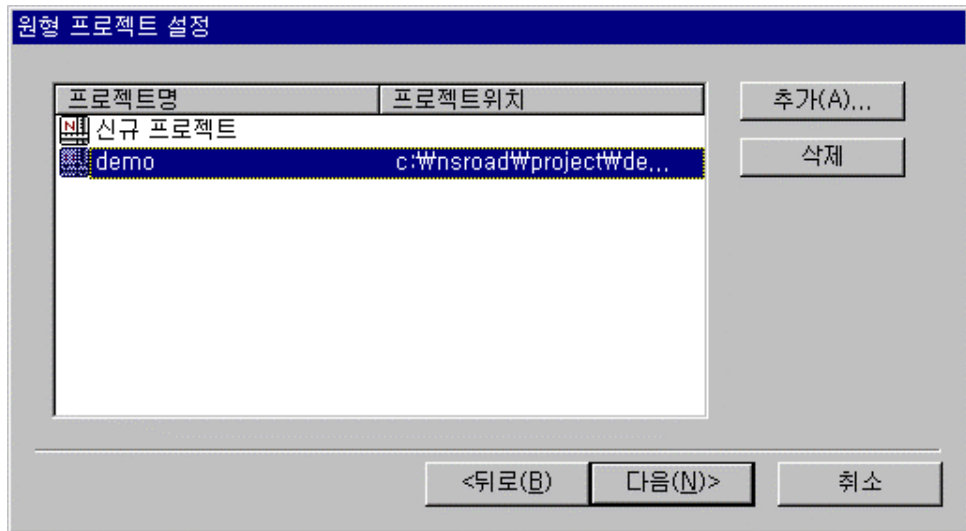 원형 프로젝트 설정
프로젝트명 프로젝트위치
추가(A)...
신규 프로젝트
demo c:₩nsroad₩project₩de...
삭제
<뒤로(B) 다음(N)> 취소